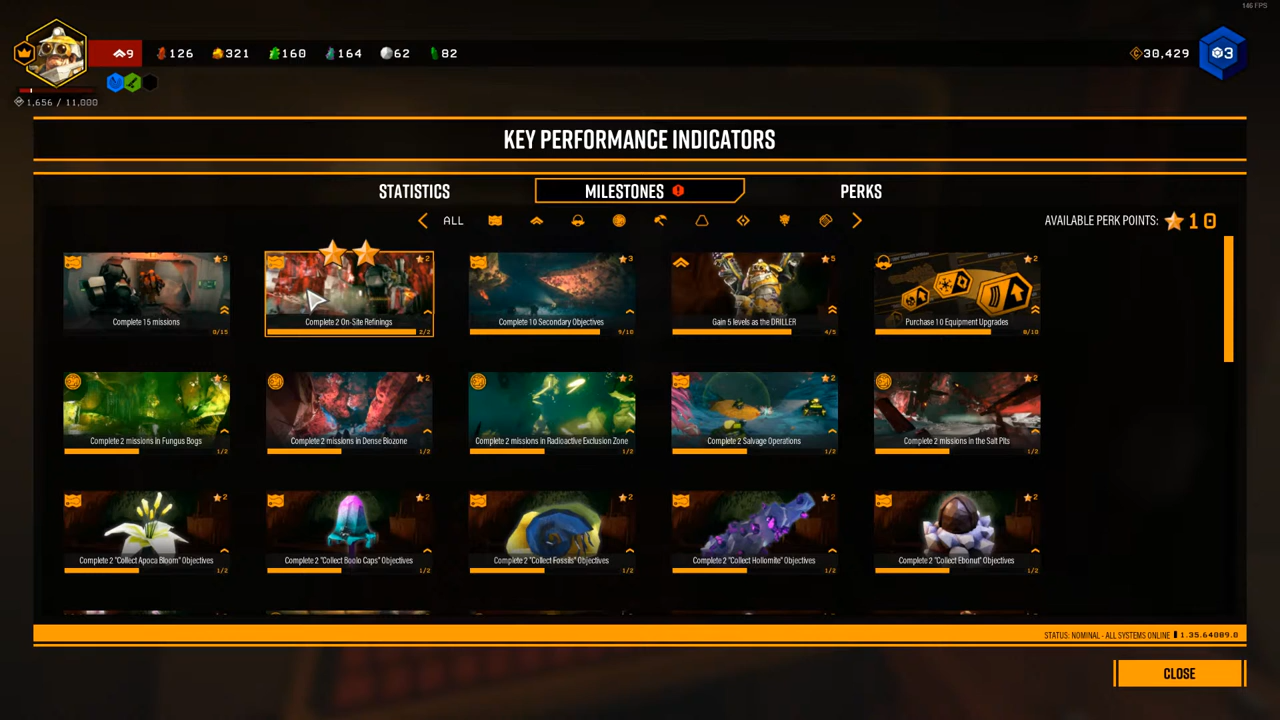 146 FPS
9 126 321 160 164 62 82 30,429 3
1,656 / 11,000
KEY PERFORMANCE INDICATORS
STATISTICS MILESTONES ! PERKS
ALL
AVAILABLE PERK POINTS: 10
3 2 3 5 2
Complete 15 missions Complete 2 On-Site Refinings Complete 10 Secondary Objectives Gain 5 levels as the DRILLER Purchase 10 Equipment Upgrades
2/2 9/10 4/5 8/10
2 2 2 2 2
Complete 2 missions in Fungus Bogs Complete 2 missions in Dense Biozone Complete 2 missions in Radioactive Exclusion Zone Complete 2 Salvage Operations Complete 2 missions in the Salt Pits
1/2 1/2 1/2 1/2 1/2
2 2 2 2 2
Complete 2 "Collect Apoca Bloom" Objectives Complete 2 "Collect Boolo Caps" Objectives Complete 2 "Collect Fossils" Objectives Complete 2 "Collect Hollomite" Objectives Complete 2 "Collect Ebonut" Objectives
1/2 1/2 1/2 1/2 1/2
STATUS: NOMINAL - ALL SYSTEMS ONLINE 1.35.64089.0
CLOSE